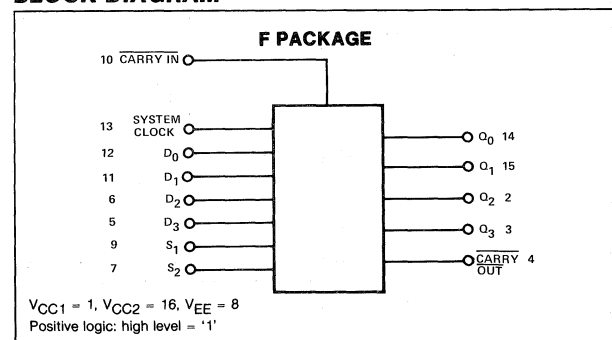 BLOCK DIAGRAM
F PACKAGE
10 CARRY IN
13 SYSTEM CLOCK
12 D0
11 D1
6 D2
5 D3
9 S1
7 S2
Q0 14
Q1 15
Q2 2
Q3 3
CARRY OUT 4
VCC1 = 1, VCC2 = 16, VEE = 8
Positive logic: high level = '1'